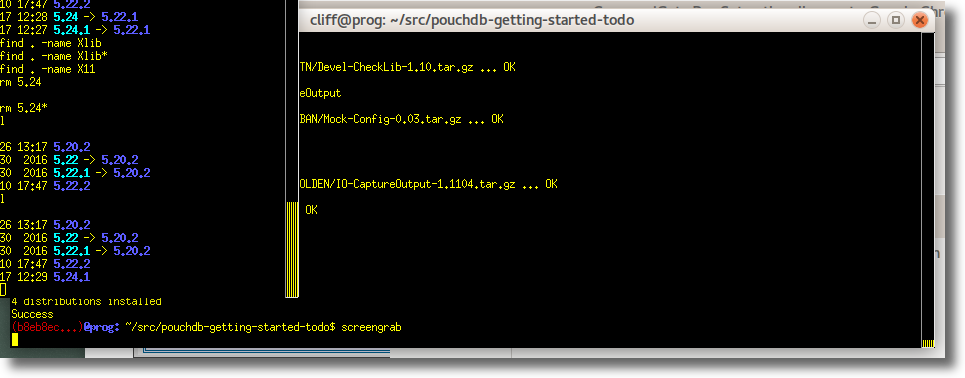 10 17:47 5.22.2
17 12:28 5.24 -> 5.22.1
17 12:27 5.24.1 -> 5.22.1
find . -name Xlib
find . -name Xlib*
find . -name X11
rm 5.24
rm 5.24*
l
26 13:17 5.20.2
30 2016 5.22 -> 5.20.2
30 2016 5.22.1 -> 5.20.2
10 17:47 5.22.2
l
26 13:17 5.20.2
30 2016 5.22 -> 5.20.2
30 2016 5.22.1 -> 5.20.2
10 17:47 5.22.2
17 12:29 5.24.1
cliff@prog: ~/src/pouchdb-getting-started-todo
TN/Devel-CheckLib-1.10.tar.gz ... OK
eOutput
BAN/Mock-Config-0.03.tar.gz ... OK
OLDEN/IO-CaptureOutput-1.1104.tar.gz ... OK
OK
4 distributions installed
Success
(b8eb8ec...)@prog: ~/src/pouchdb-getting-started-todo$ screengrab